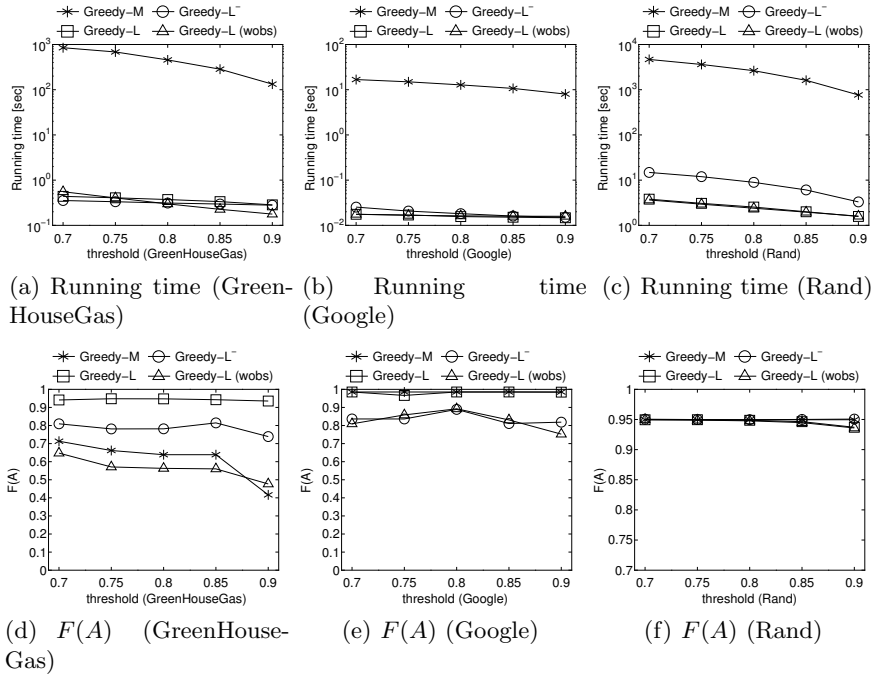 Greedy-M Greedy-L⁻
Greedy-L Greedy-L (wobs)
10³
10²
10¹
10⁰
10⁻¹
Running time [sec]
0.7 0.75 0.8 0.85 0.9
threshold (GreenHouseGas)
(a) Running time (Green-
HouseGas)
Greedy-M Greedy-L⁻
Greedy-L Greedy-L (wobs)
10²
10⁰
10⁻²
Running time [sec]
0.7 0.75 0.8 0.85 0.9
threshold (Google)
(b) Running time
(Google)
Greedy-M Greedy-L⁻
Greedy-L Greedy-L (wobs)
10⁴
10²
10⁰
Running time [sec]
0.7 0.75 0.8 0.85 0.9
threshold (Rand)
(c) Running time (Rand)
Greedy-M Greedy-L⁻
Greedy-L Greedy-L (wobs)
1
0.9
0.8
0.7
0.6
0.5
0.4
0.3
0.2
0.1
0
F(A)
0.7 0.75 0.8 0.85 0.9
threshold (GreenHouseGas)
(d) F(A) (GreenHouse-
Gas)
Greedy-M Greedy-L⁻
Greedy-L Greedy-L (wobs)
1
0.9
0.8
0.7
0.6
0.5
0.4
0.3
0.2
0.1
0
F(A)
0.7 0.75 0.8 0.85 0.9
threshold (Google)
(e) F(A) (Google)
Greedy-M Greedy-L⁻
Greedy-L Greedy-L (wobs)
1
0.95
0.9
0.85
0.8
0.75
0.7
F(A)
0.7 0.75 0.8 0.85 0.9
threshold (Rand)
(f) F(A) (Rand)